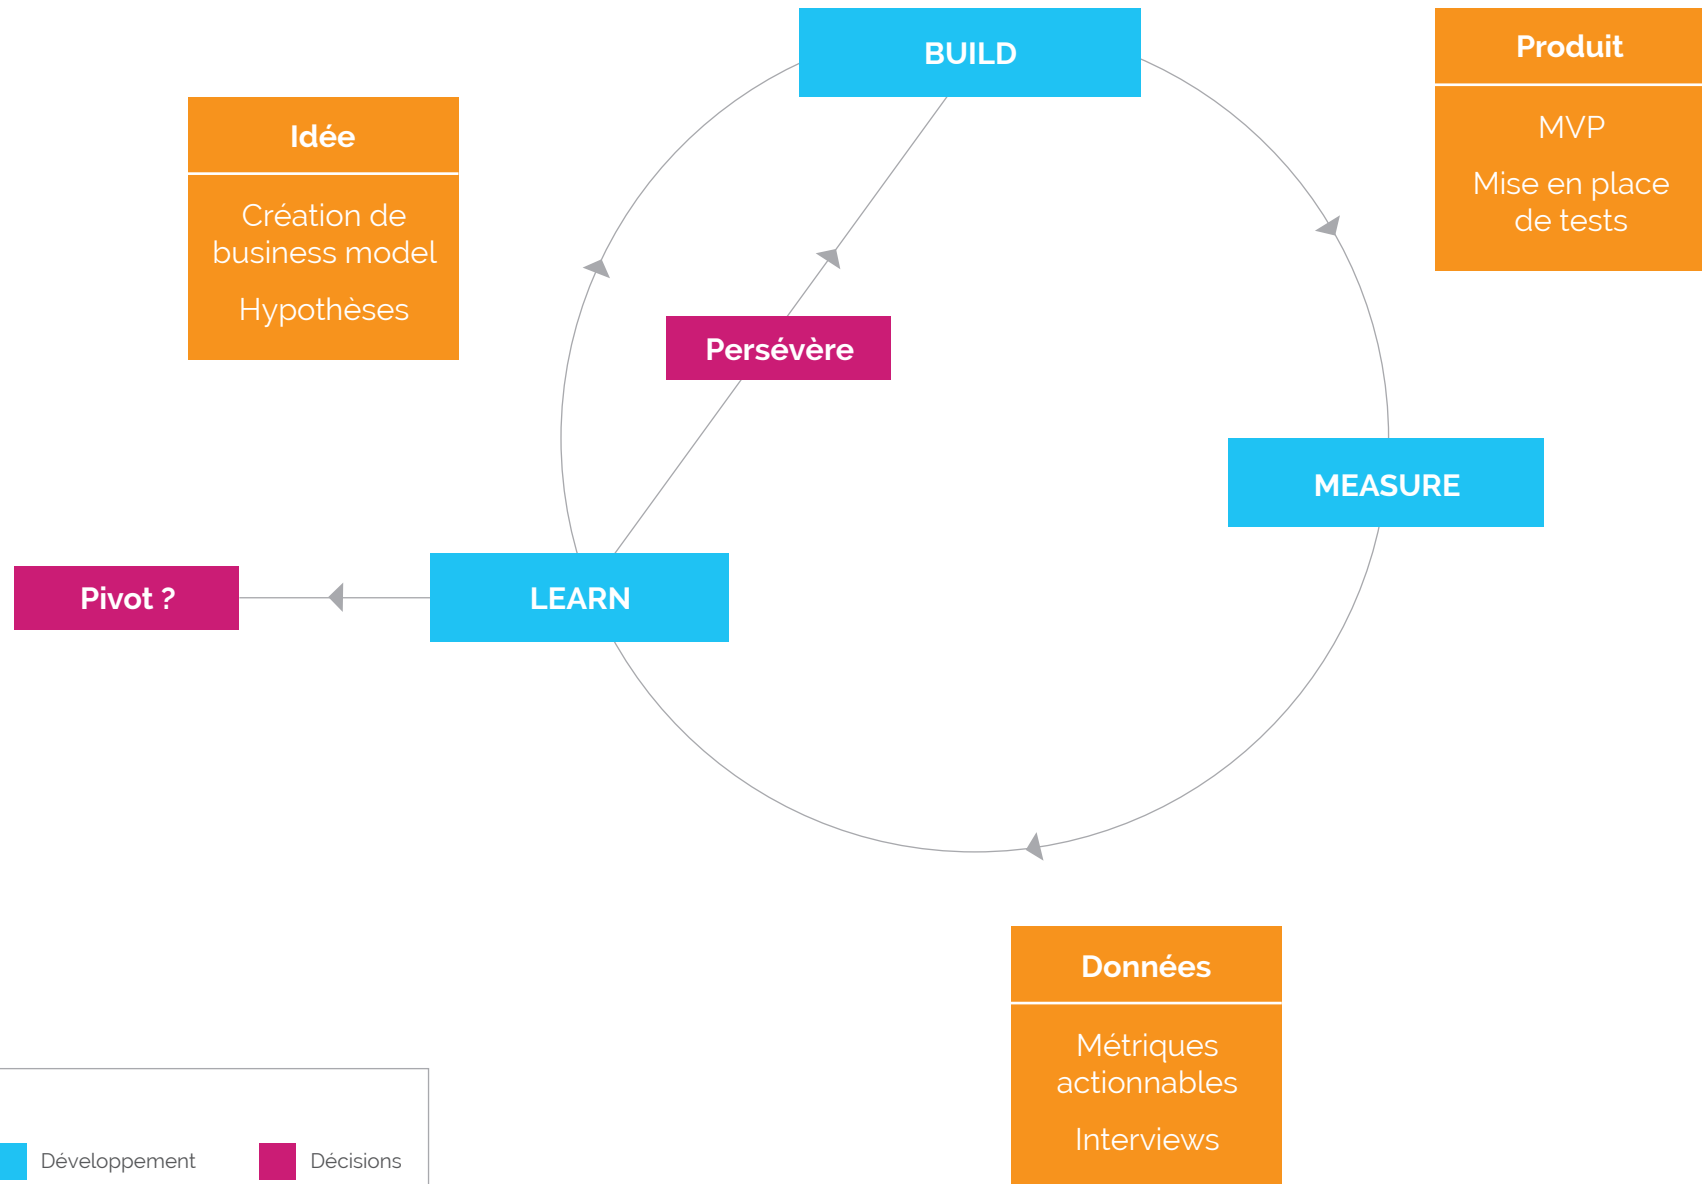 BUILD
Produit
MVP
Mise en place
de tests
Idée
Création de
business model
Hypothèses
Persévère
MEASURE
Pivot ?
LEARN
Données
Métriques
actionnables
Interviews
Développement
Décisions